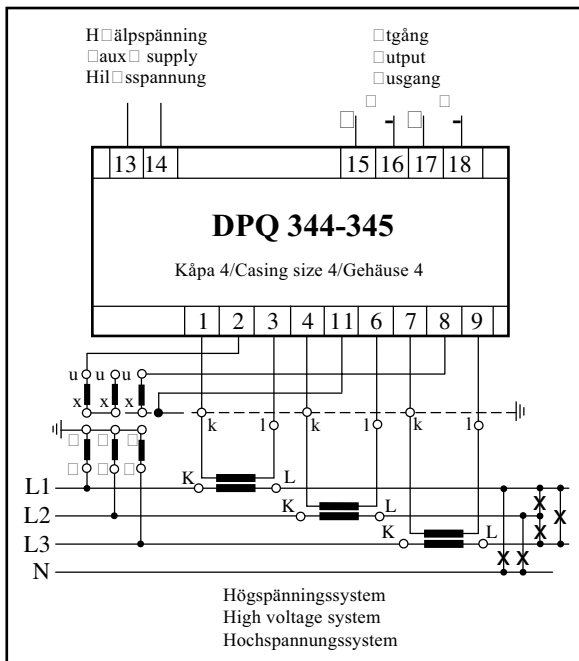 H□älpspänning
□aux□ supply
Hil□sspannung
□tgång
□utput
□usgang
□ □
□ - □ -
13 14 15 16 17 18
DPQ 344-345
Kåpa 4/Casing size 4/Gehäuse 4
1 2 3 4 11 6 7 8 9
u u u
x x x
k l k l k l
□ □ □
□ □ □
K L
L1
K L
L2
K L
L3
N
X X X X X
Högspänningssystem
High voltage system
Hochspannungssystem